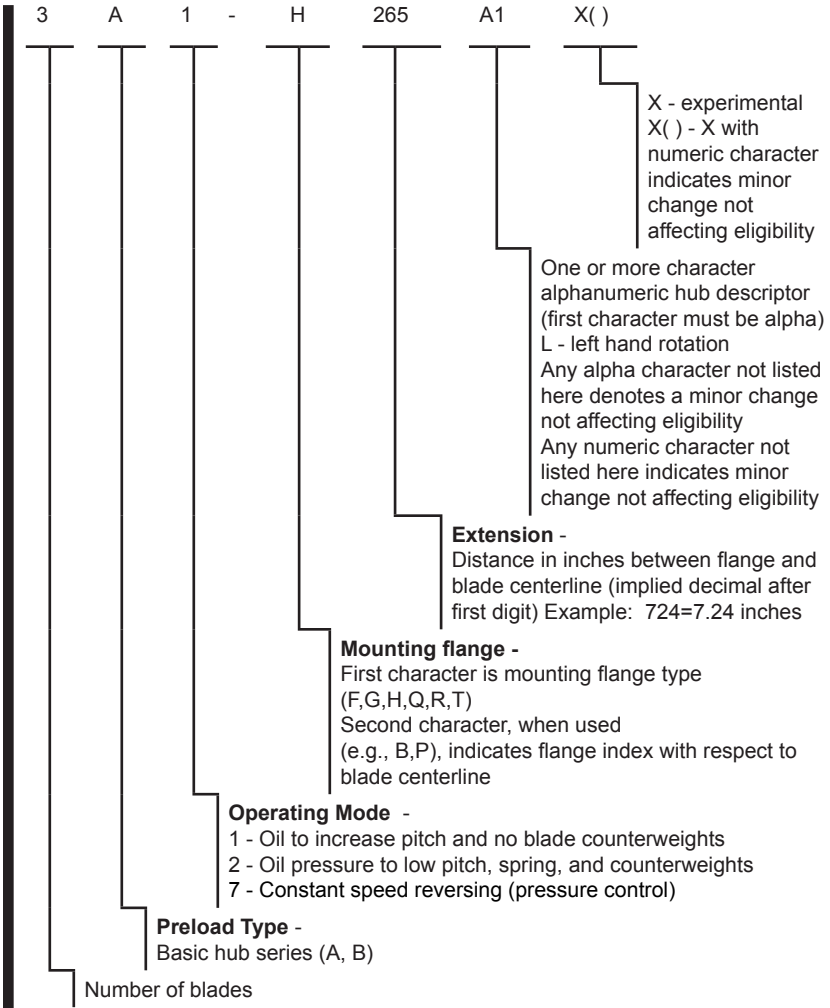 3 A 1 - H 265 A1 X( )
X - experimental
X( ) - X with
numeric character
indicates minor
change not
affecting eligibility
One or more character
alphanumeric hub descriptor
(first character must be alpha)
L - left hand rotation
Any alpha character not listed
here denotes a minor change
not affecting eligibility
Any numeric character not
listed here indicates minor
change not affecting eligibility
Extension -
Distance in inches between flange and
blade centerline (implied decimal after
first digit) Example: 724=7.24 inches
Mounting flange -
First character is mounting flange type
(F,G,H,Q,R,T)
Second character, when used
(e.g., B,P), indicates flange index with respect to
blade centerline
Operating Mode -
1 - Oil to increase pitch and no blade counterweights
2 - Oil pressure to low pitch, spring, and counterweights
7 - Constant speed reversing (pressure control)
Preload Type -
Basic hub series (A, B)
Number of blades